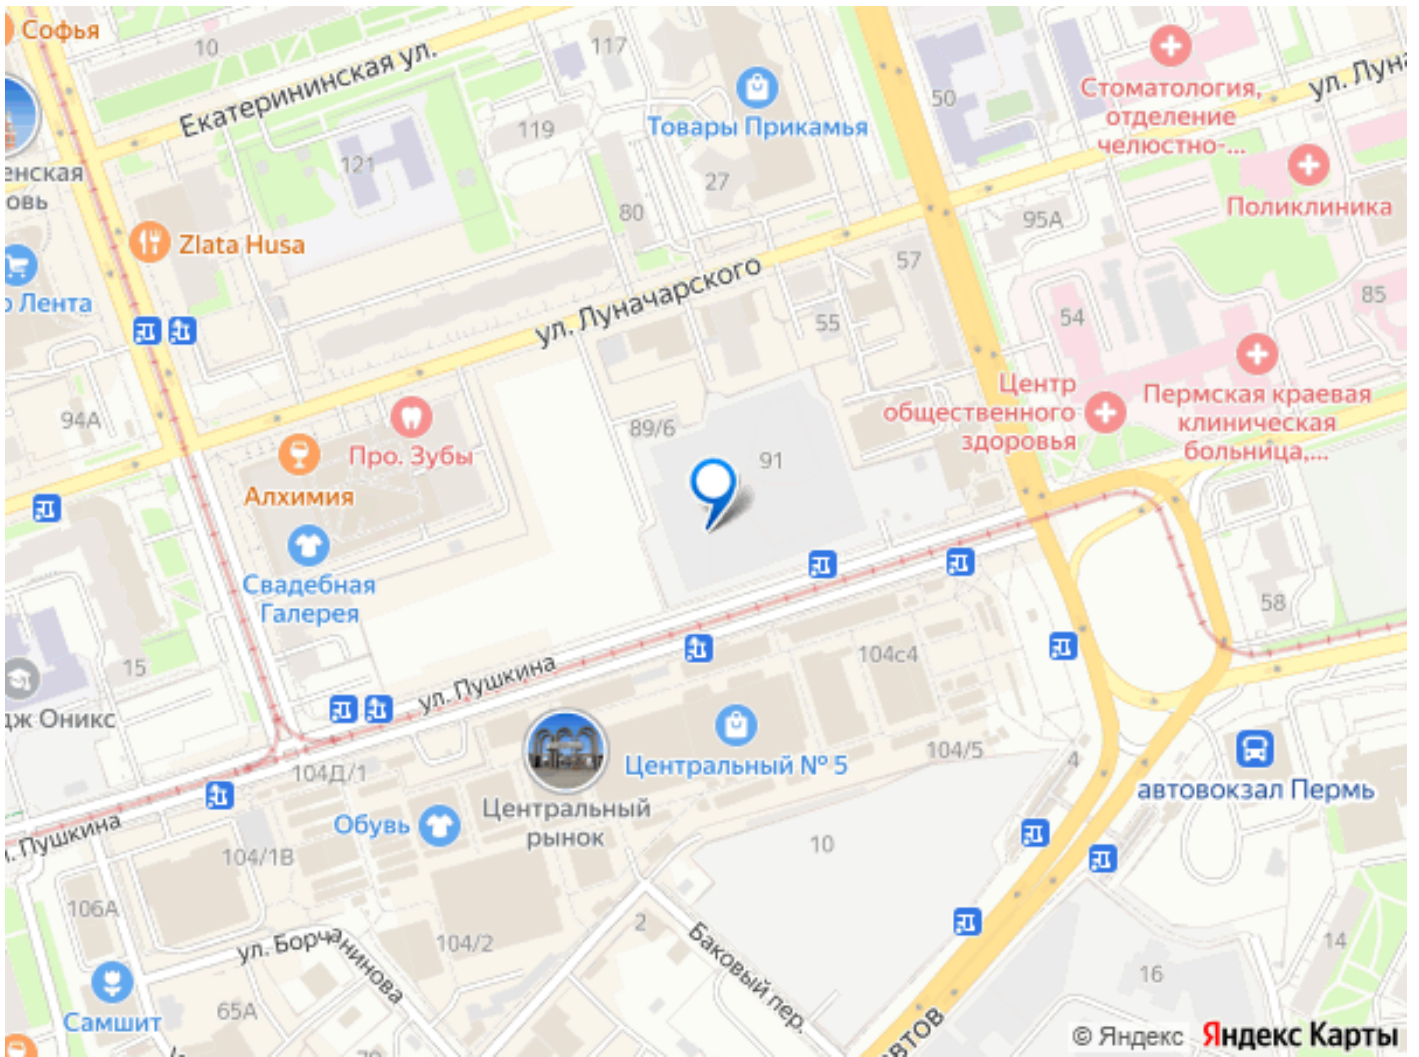 Софья
10
Екатерининская ул.
117
Товары Прикамья
50
Стоматология,
отделение
челюстно-...
ул. Луна
119
121
27
80
Поликлиника
95А
енская
овь
Zlata Husa
57
ул. Луначарского
Лента
55
54
85
94А
Центр
общественного
здоровья
Пермская краевая
клиническая
больница,...
89/6
91
Про. Зубы
Алхимия
Свадебная
Галерея
58
15
104с4
ул. Пушкина
дж Оникс
Центральный № 5
104/5
4
автовокзал Пермь
104Д/1
Центральный
рынок
Обувь
. Пушкина
104/1В
10
106А
2
104/2
ул. Борчанинова
Баковый пер.
14
16
65А
Самшит
автов
© Яндекс
Яндекс Карты